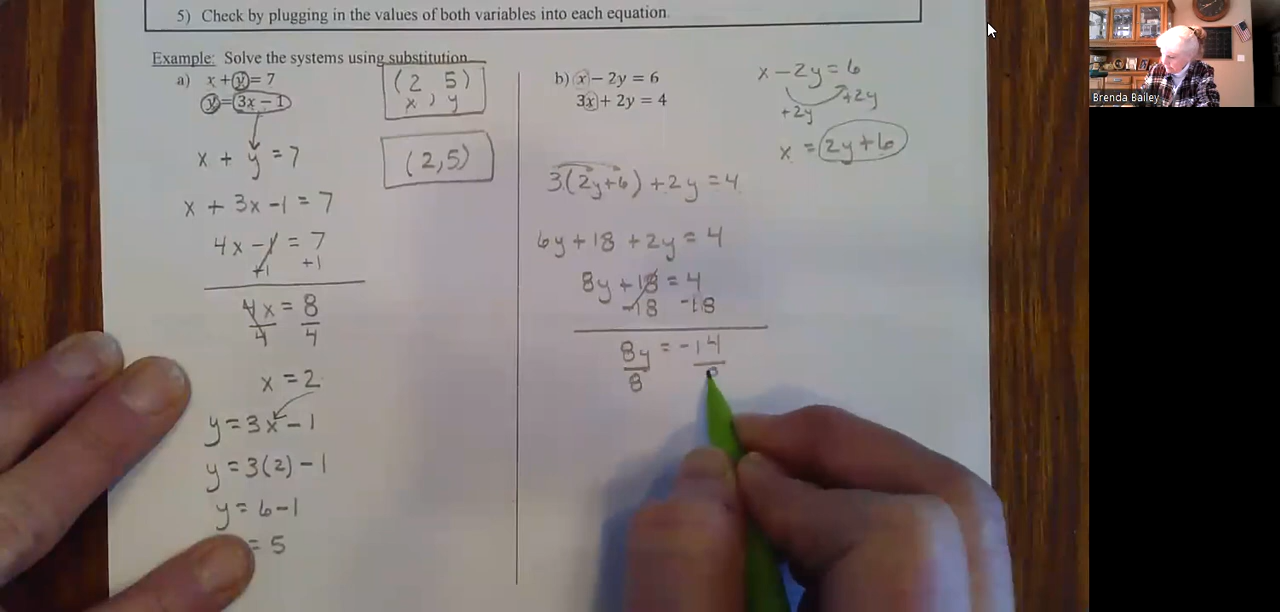 5) Check by plugging in the values of both variables into each equation.
Example: Solve the systems using substitution.
a) x + y = 7
y = 3x − 1
x + y = 7
x + 3x -1 = 7
4x -1 = 7
+1 +1
4x = 8
4 4
x = 2
y = 3x - 1
y = 3(2) - 1
y = 6 - 1
= 5
(2 5)
x , y
(2,5)
b) x − 2y = 6
3x + 2y = 4
x - 2y = 6
+2y +2y
x = 2y + 6
3(2y+6) + 2y = 4
6y + 18 + 2y = 4
8y + 18 = 4
-18 -18
8y = -14
8
Brenda Bailey